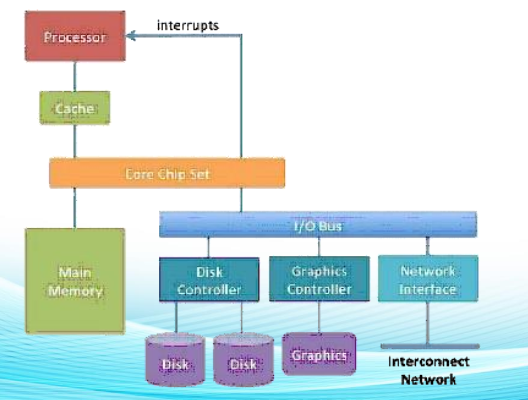 interrupts
Processor
Cache
Core Chip Set
I/O Bus
Main
Memory
Disk
Controller
Graphics
Controller
Network
Interface
Disk
Disk
Graphics
Interconnect
Network